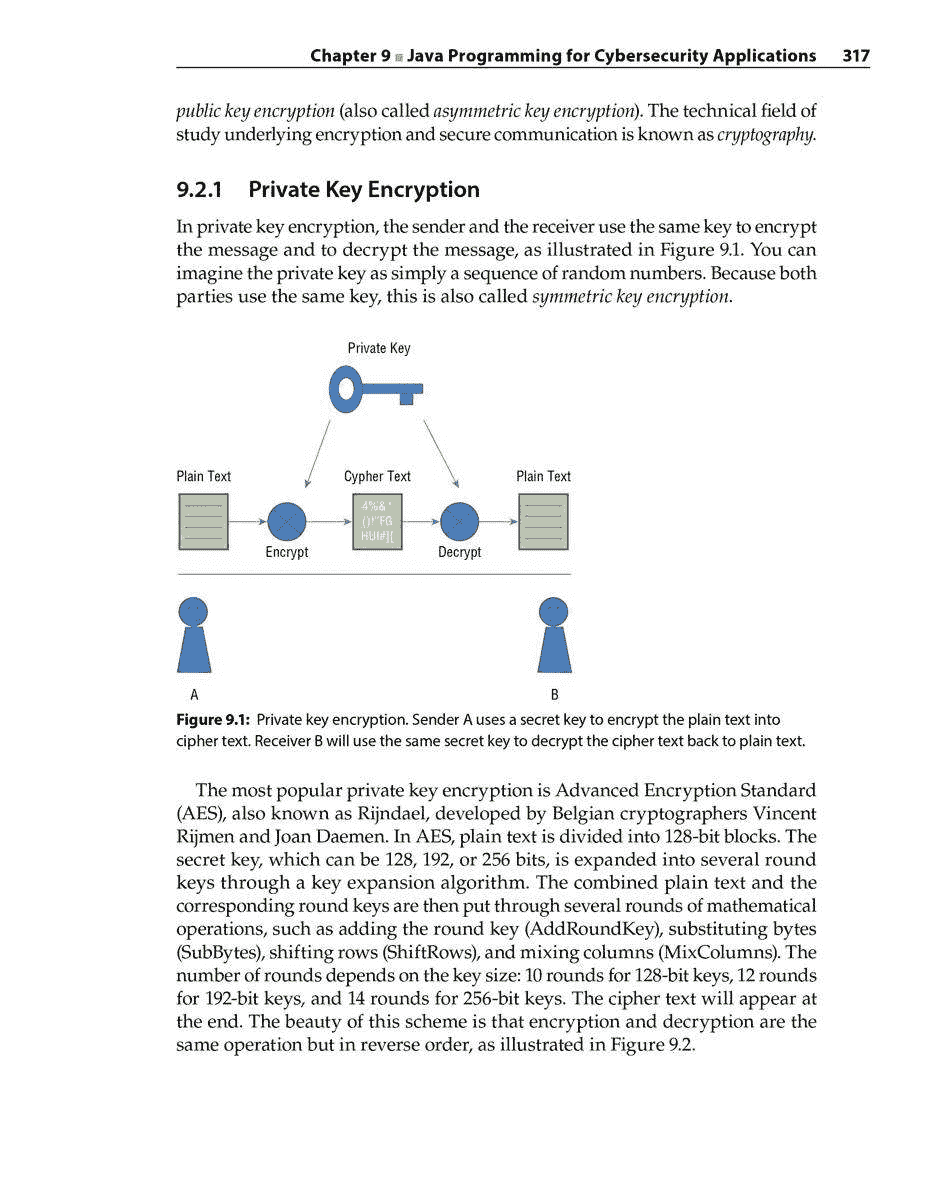 Chapter 9 ■ Java Programming for Cybersecurity Applications 317
public key encryption (also called asymmetric key encryption). The technical field of
study underlying encryption and secure communication is known as cryptography.
9.2.1 Private Key Encryption
In private key encryption, the sender and the receiver use the same key to encrypt
the message and to decrypt the message, as illustrated in Figure 9.1. You can
imagine the private key as simply a sequence of random numbers. Because both
parties use the same key, this is also called symmetric key encryption.
Private Key
Plain Text Cypher Text Plain Text
4%&*
()!"FG
HUI#][
Encrypt Decrypt
A B
Figure 9.1: Private key encryption. Sender A uses a secret key to encrypt the plain text into
cipher text. Receiver B will use the same secret key to decrypt the cipher text back to plain text.
The most popular private key encryption is Advanced Encryption Standard
(AES), also known as Rijndael, developed by Belgian cryptographers Vincent
Rijmen and Joan Daemen. In AES, plain text is divided into 128-bit blocks. The
secret key, which can be 128, 192, or 256 bits, is expanded into several round
keys through a key expansion algorithm. The combined plain text and the
corresponding round keys are then put through several rounds of mathematical
operations, such as adding the round key (AddRoundKey), substituting bytes
(SubBytes), shifting rows (ShiftRows), and mixing columns (MixColumns). The
number of rounds depends on the key size: 10 rounds for 128-bit keys, 12 rounds
for 192-bit keys, and 14 rounds for 256-bit keys. The cipher text will appear at
the end. The beauty of this scheme is that encryption and decryption are the
same operation but in reverse order, as illustrated in Figure 9.2.